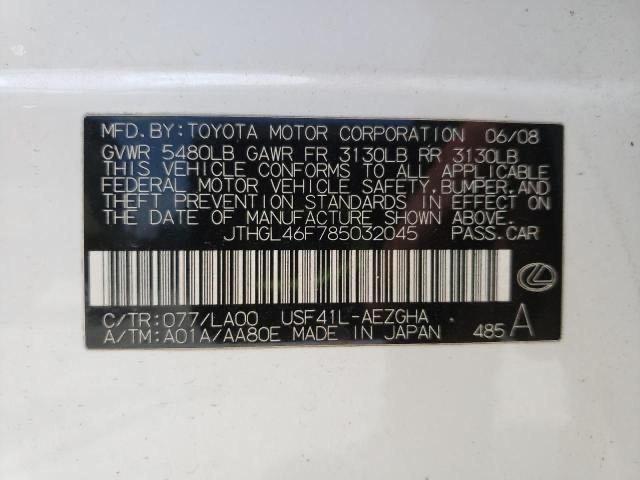 MFD.BY:TOYOTA MOTOR CORPORATION 06/08
GVWR 5480LB GAWR FR 3130LB RR 3130LB
THIS VEHICLE CONFORMS TO ALL APPLICABLE
FEDERAL MOTOR VEHICLE SAFETY,BUMPER,AND
THEFT PREVENTION STANDARDS IN EFFECT ON
THE DATE OF MANUFACTURE SHOWN ABOVE.
JTHGL46F785032045 PASS.CAR
C/TR:077/LA00 USF41L-AEZGHA
A/TM:A01A/AA80E MADE IN JAPAN 485 A